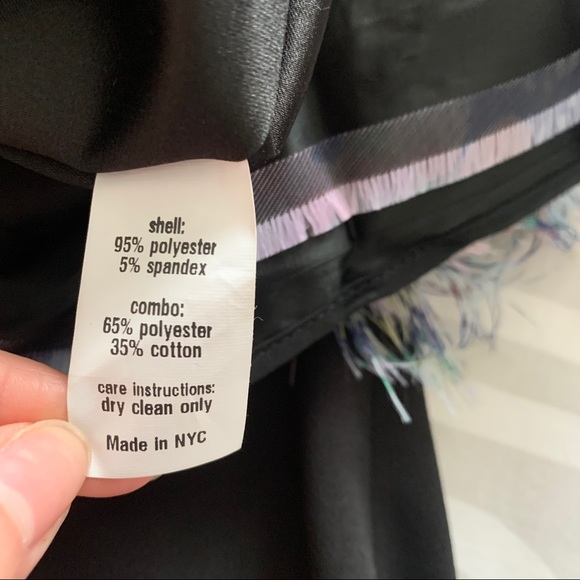 shell:
95% polyester
5% spandex
combo:
65% polyester
35% cotton
care instructions:
dry clean only
Made in NYC